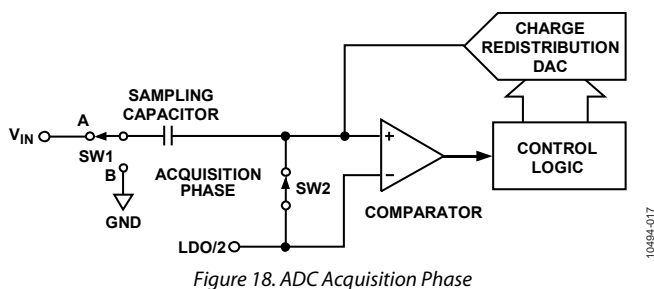 CHARGE
REDISTRIBUTION
DAC
SAMPLING
CAPACITOR
A
VIN
SW1
B
GND
ACQUISITION
PHASE
SW2
LDO/2
+
–
COMPARATOR
CONTROL
LOGIC
10494-017
Figure 18. ADC Acquisition Phase